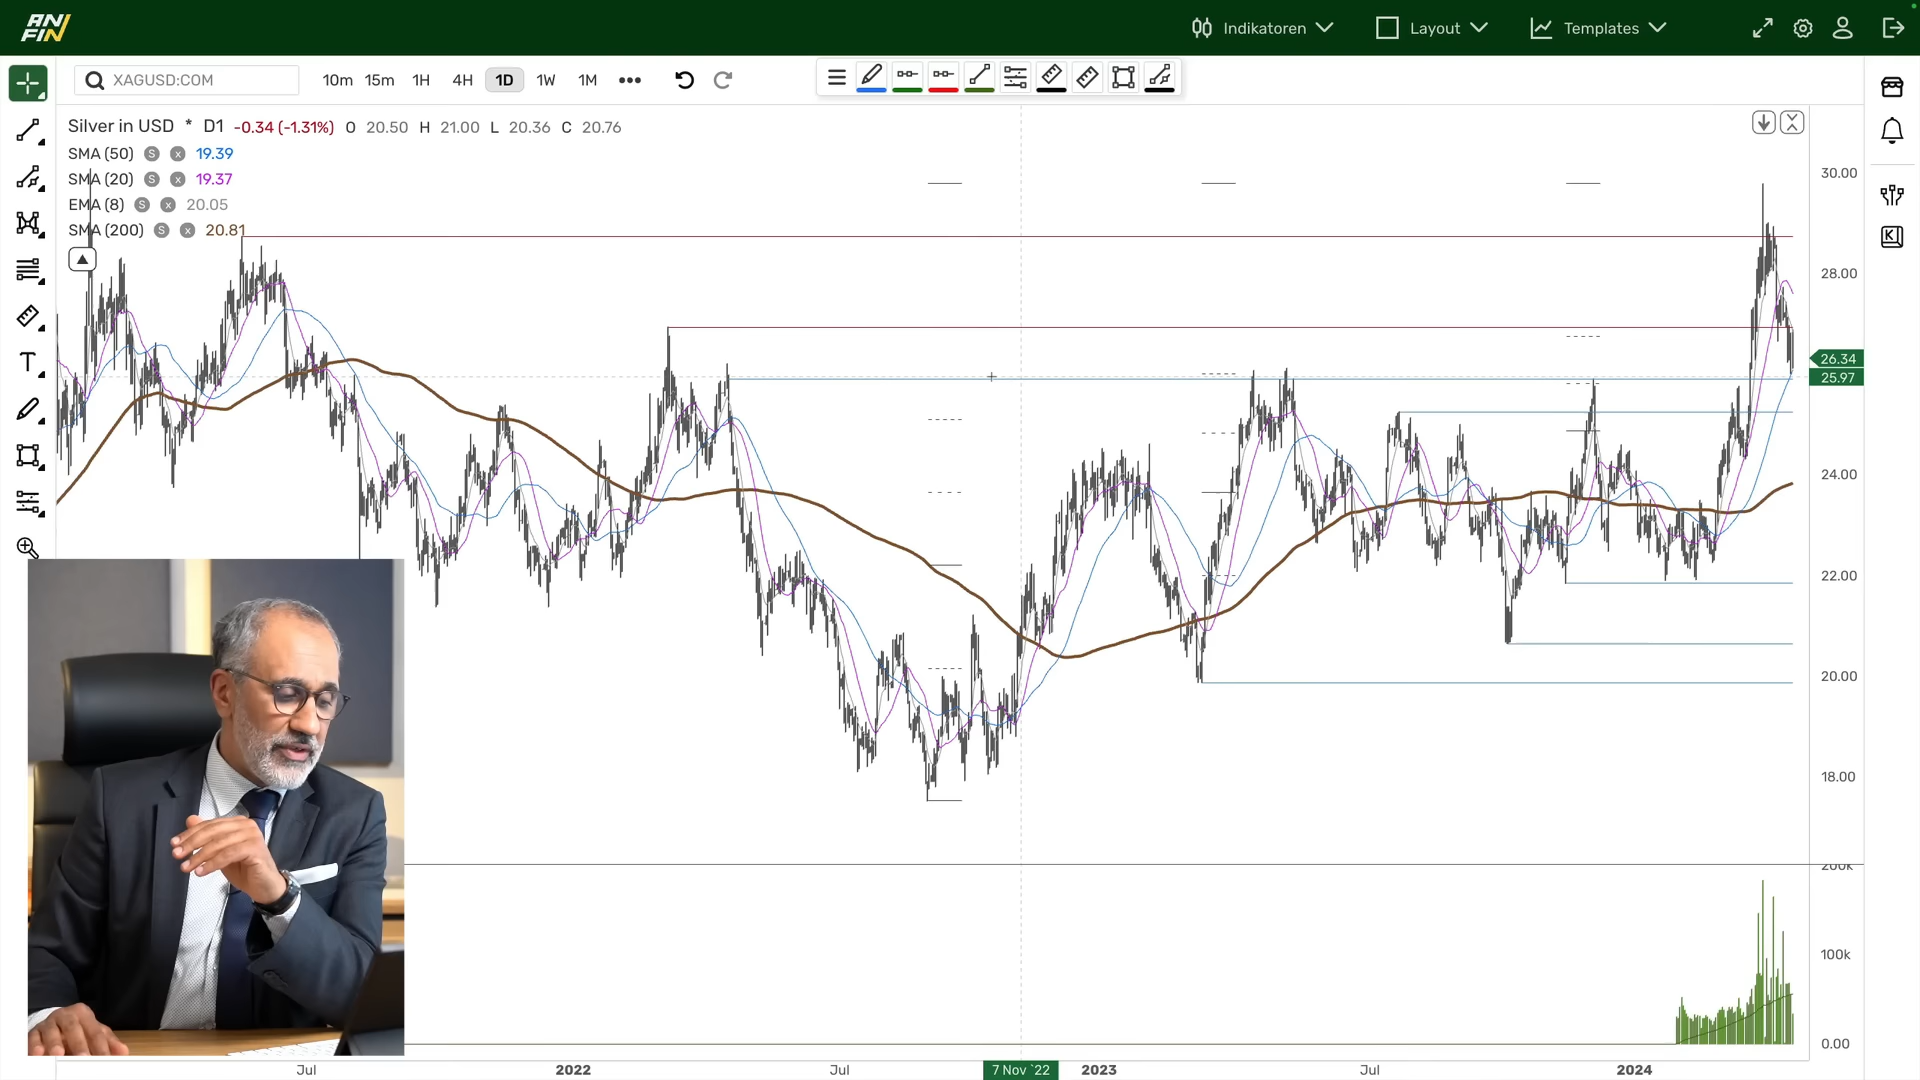 ANFIN
Indikatoren
Layout
Templates
XAGUSD:COM
10m 15m 1H 4H 1D 1W 1M •••
Silver in USD * D1 -0.34 (-1.31%) O 20.50 H 21.00 L 20.36 C 20.76
SMA (50) S x 19.39
SMA (20) S x 19.37
EMA (8) S x 20.05
SMA (200) S x 20.81
T
K
30.00
28.00
26.34
25.97
24.00
22.00
20.00
18.00
200k
100k
0.00
Jul 2022 Jul 7 Nov `22 2023 Jul 2024